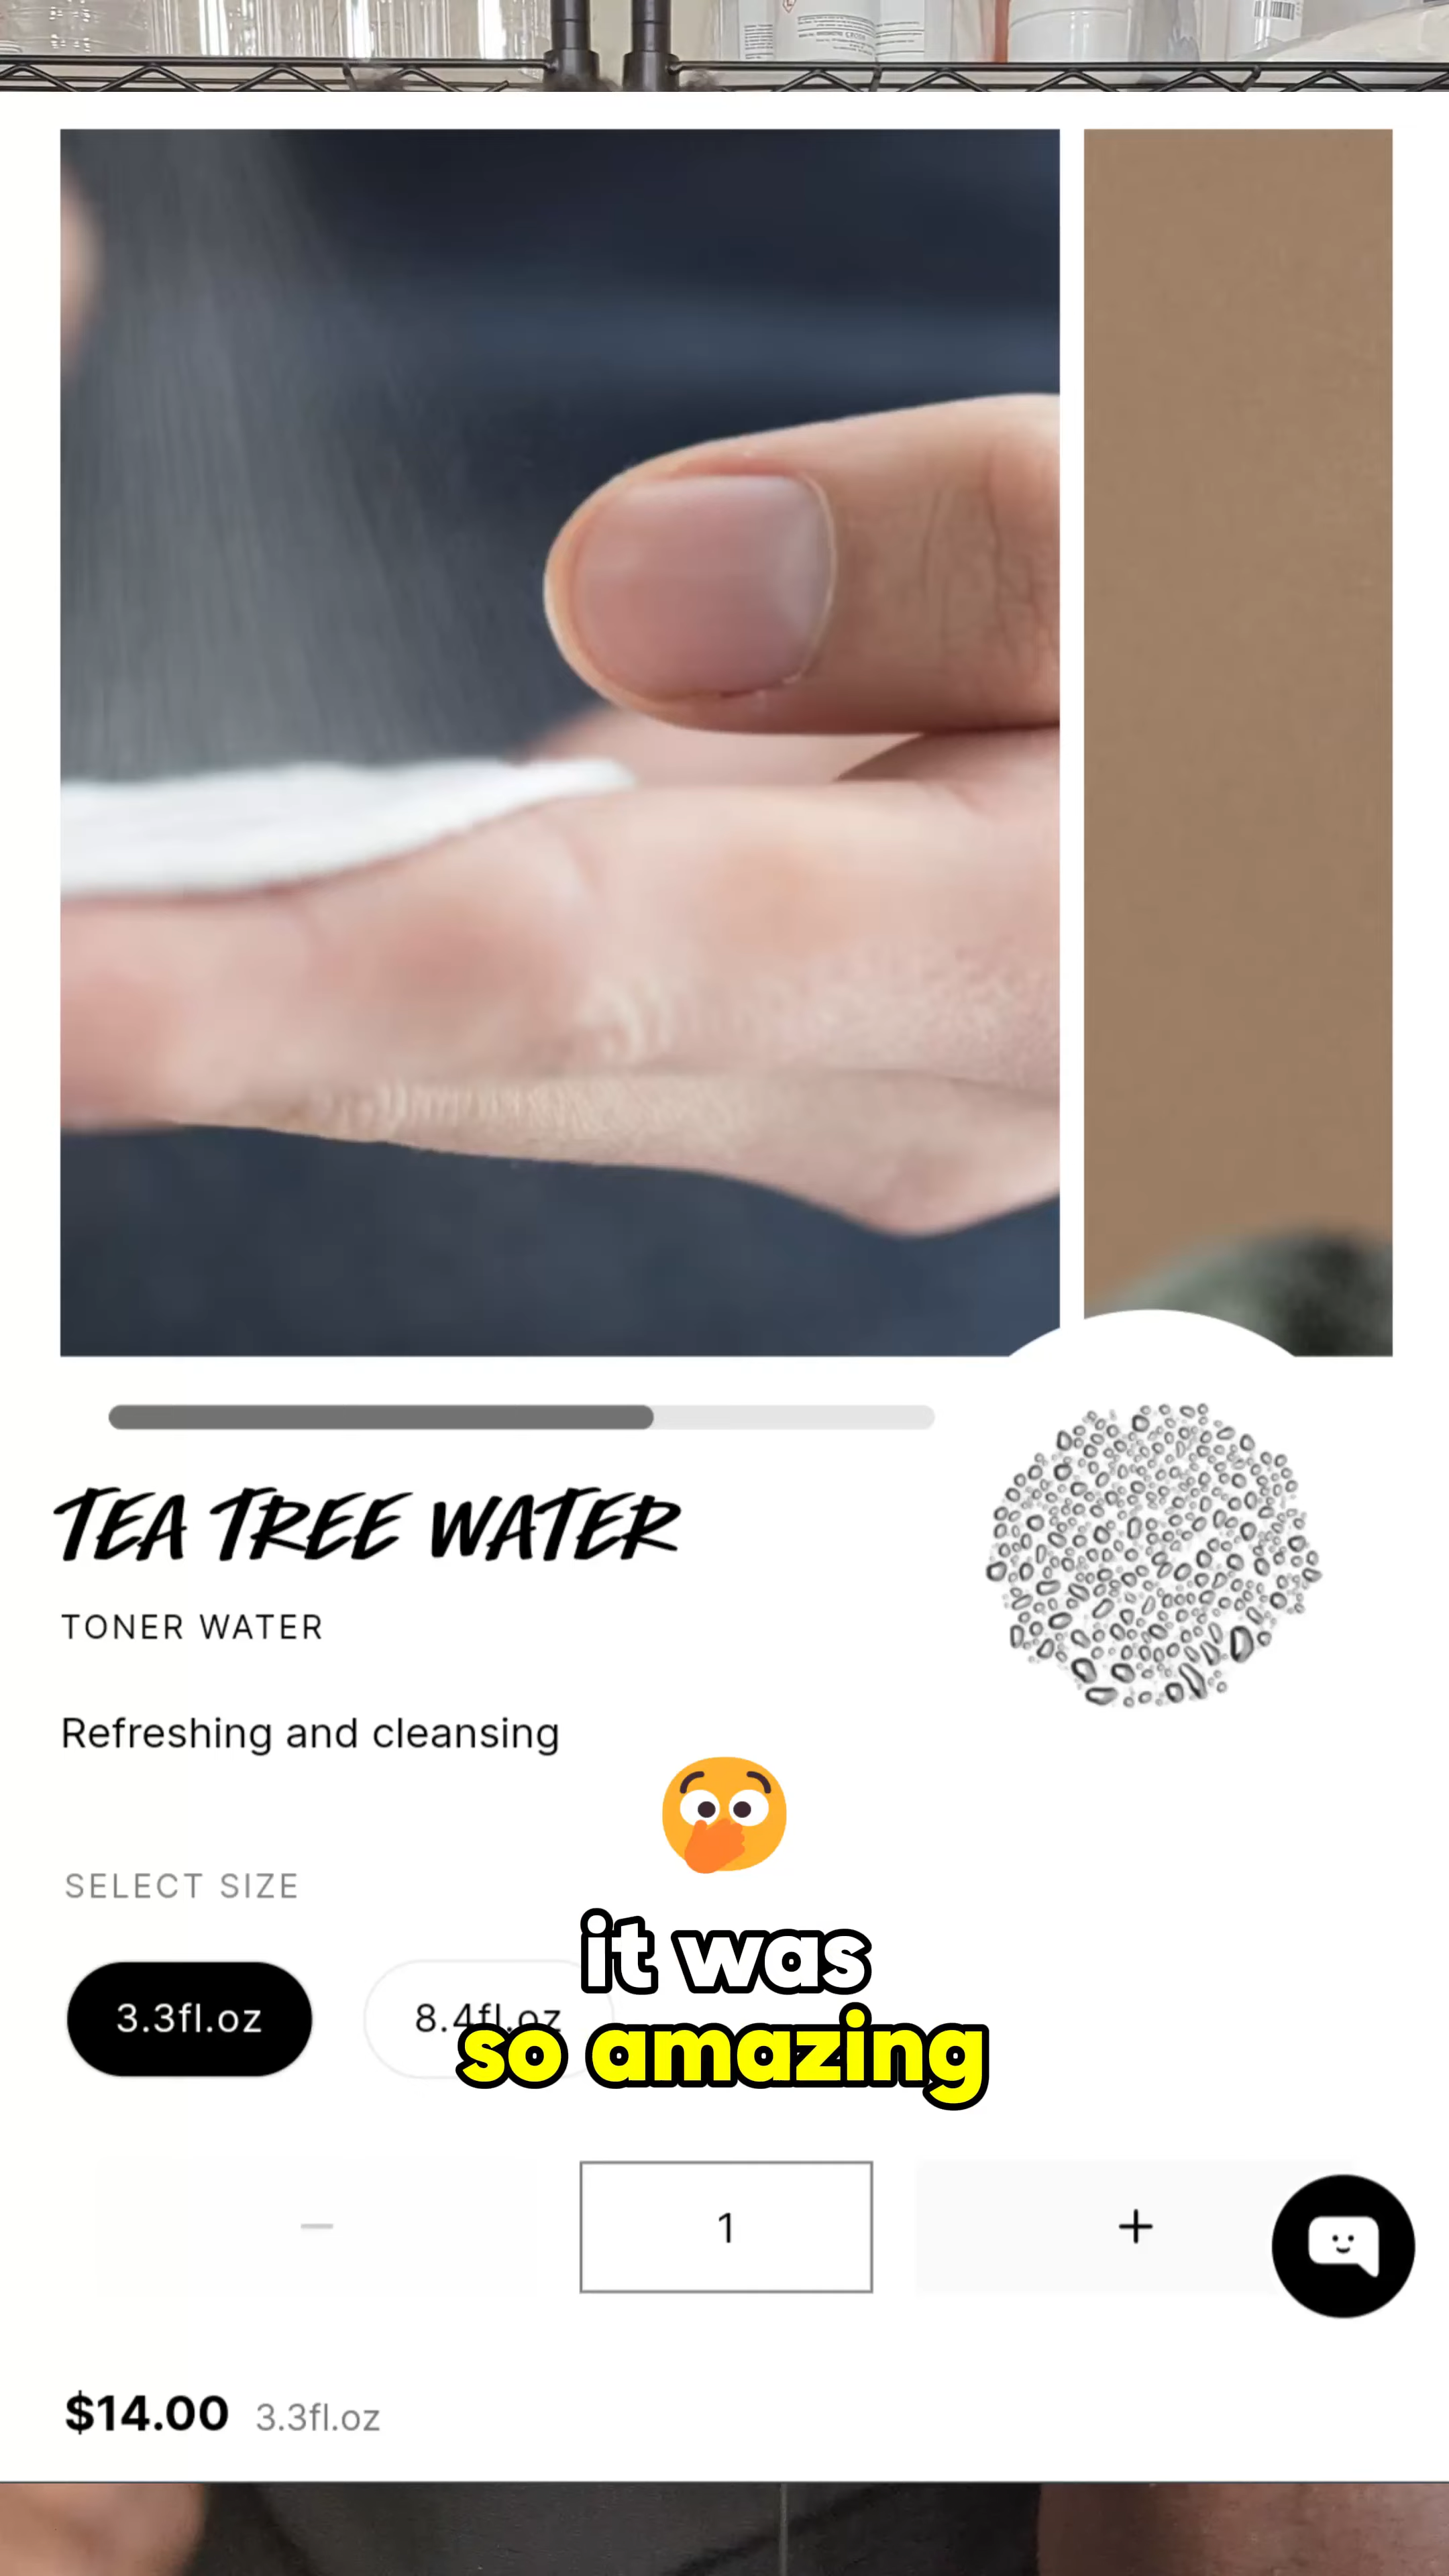 TEA TREE WATER
TONER WATER
Refreshing and cleansing
SELECT SIZE
3.3fl.oz
8.4fl.oz
it was
so amazing
1
$14.00 3.3fl.oz